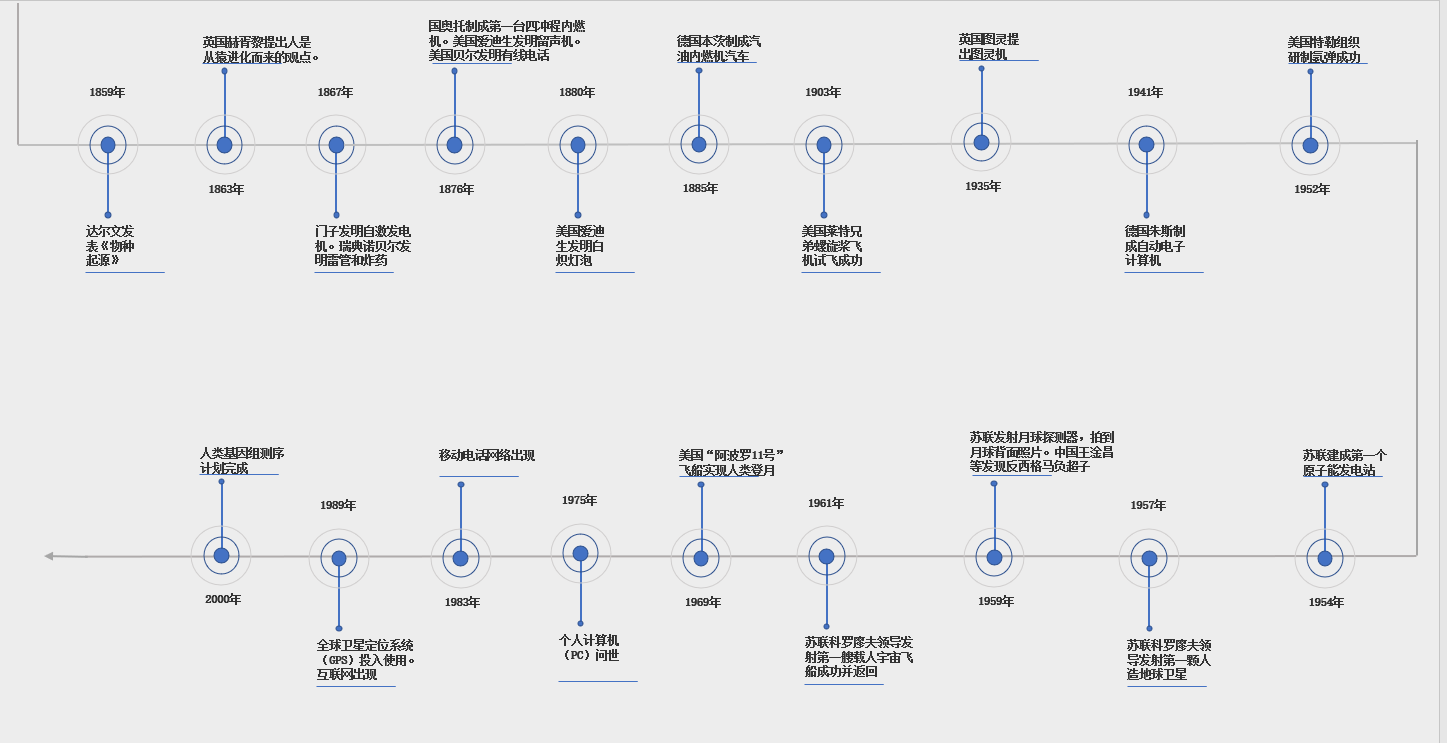 1859年
达尔文发
表《物种
起源》
英国赫胥黎提出人是
从猿进化而来的观点。
1863年
1867年
门子发明自激发电
机。瑞典诺贝尔发
明雷管和炸药
国奥托制成第一台四冲程内燃
机。美国爱迪生发明留声机。
美国贝尔发明有线电话
1876年
1880年
美国爱迪
生发明白
炽灯泡
德国本茨制成汽
油内燃机汽车
1885年
1903年
美国莱特兄
弟螺旋桨飞
机试飞成功
英国图灵提
出图灵机
1935年
1941年
德国朱斯制
成自动电子
计算机
美国特勒组织
研制氢弹成功
1952年
苏联建成第一个
原子能发电站
1954年
1957年
苏联科罗廖夫领
导发射第一颗人
造地球卫星
苏联发射月球探测器，拍到
月球背面照片。中国王淦昌
等发现反西格马负超子
1959年
1961年
苏联科罗廖夫领导发
射第一艘载人宇宙飞
船成功并返回
美国“阿波罗11号”
飞船实现人类登月
1969年
1975年
个人计算机
（PC）问世
移动电话网络出现
1983年
1989年
全球卫星定位系统
（GPS）投入使用。
互联网出现
人类基因组测序
计划完成
2000年